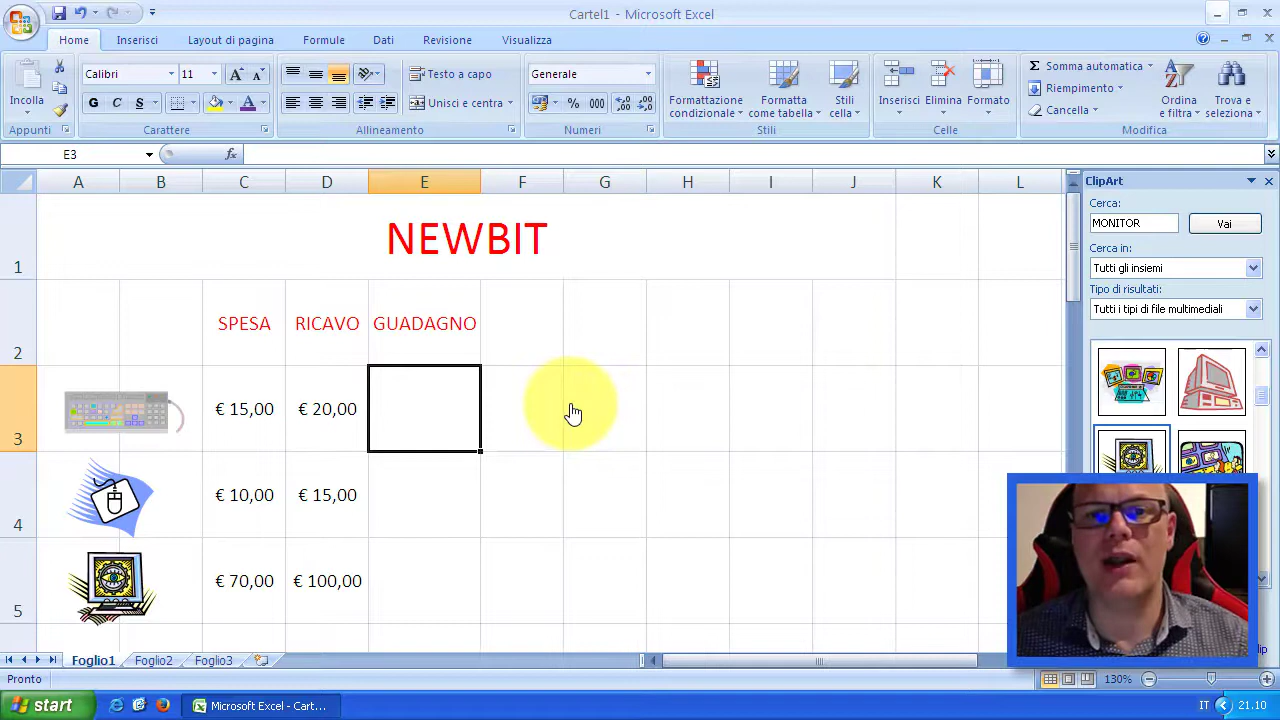 Cartel1 - Microsoft Excel
Home Inserisci Layout di pagina Formule Dati Revisione Visualizza
Incolla
Appunti
Calibri 11
G C S
Carattere
Testo a capo
Unisci e centra
Allineamento
Generale
% 000
Numeri
Formattazione condizionale
Formatta come tabella
Stili cella
Stili
Inserisci Elimina Formato
Celle
Σ Somma automatica
Riempimento
Cancella
Ordina e filtra
Trova e seleziona
Modifica
E3
fx
A B C D E F G H I J K L
1 NEWBIT
2 SPESA RICAVO GUADAGNO
3 € 15,00 € 20,00
4 € 10,00 € 15,00
5 € 70,00 € 100,00
ClipArt
Cerca:
MONITOR Vai
Cerca in:
Tutti gli insiemi
Tipo di risultati:
Tutti i tipi di file multimediali
Foglio1 Foglio2 Foglio3
Pronto
130%
start
Microsoft Excel - Cart...
IT
21.10